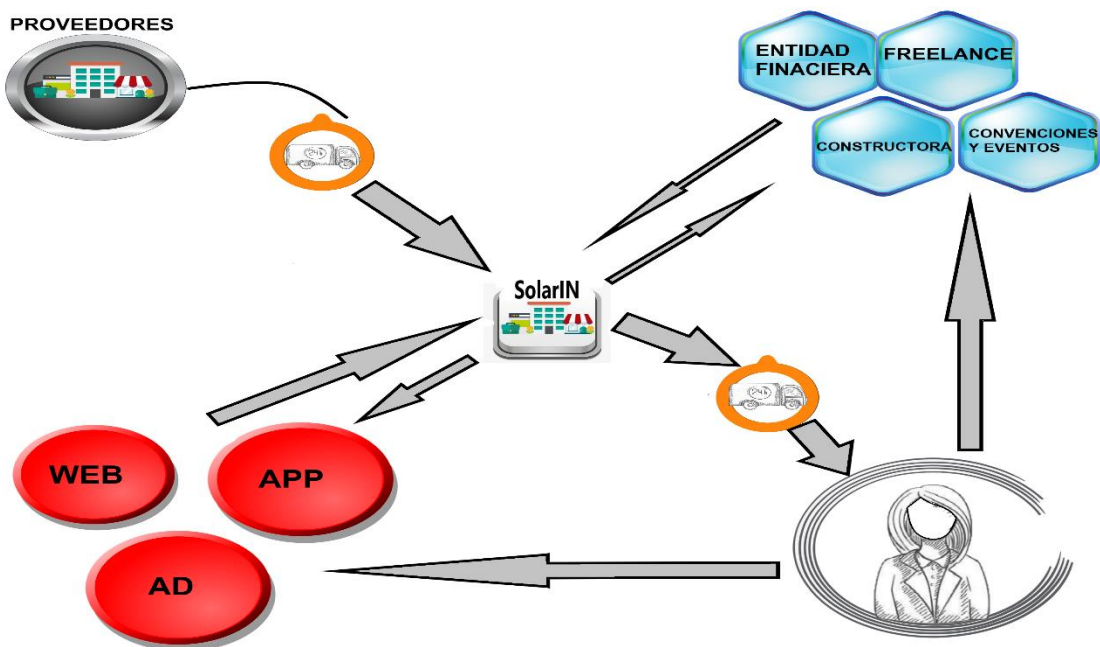 PROVEEDORES
ENTIDAD
FINACIERA
FREELANCE
CONSTRUCTORA
CONVENCIONES
Y EVENTOS
SolarIN
WEB
APP
AD